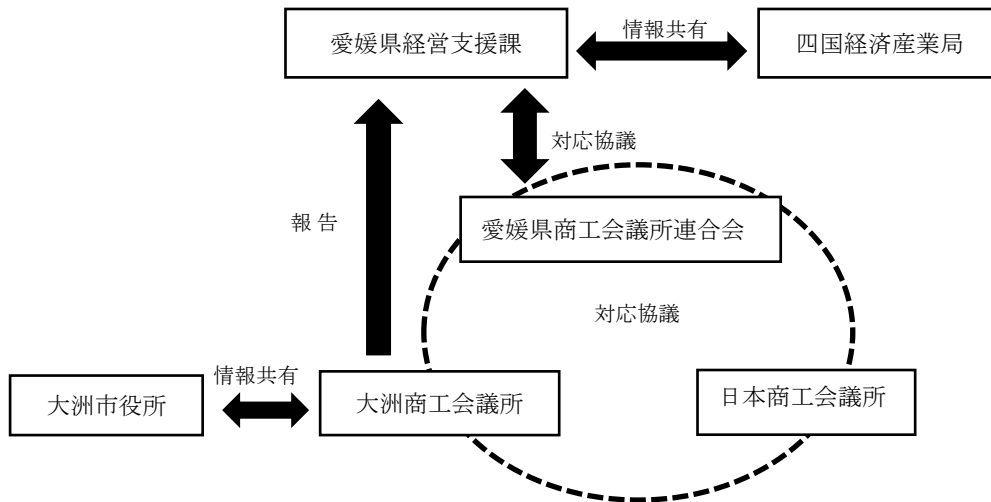 愛媛県経営支援課
情報共有
四国経済産業局
対応協議
報 告
愛媛県商工会議所連合会
対応協議
情報共有
大洲市役所
大洲商工会議所
日本商工会議所